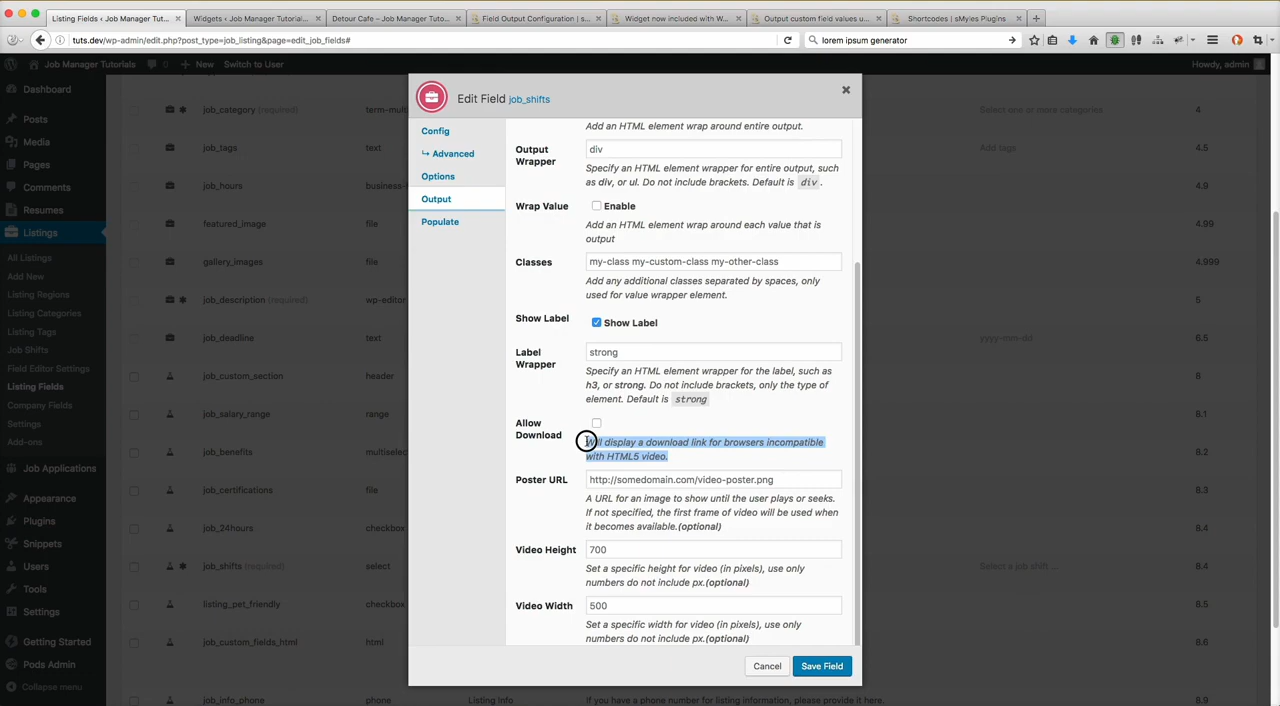 Listing Fields ‹ Job Manager Tut...
Widgets ‹ Job Manager Tutorial...
Detour Cafe – Job Manager Tuto...
Field Output Configuration | s...
Widget now included with W...
Output custom field values u...
Shortcodes | sMyles Plugins
tuts.dev/wp-admin/edit.php?post_type=job_listing&page=edit_job_fields#
lorem ipsum generator
Job Manager Tutorials
0
New
Switch to User
Howdy, admin
Dashboard
Posts
Media
Pages
Comments
Resumes
Listings
All Listings
Add New
Listing Regions
Listing Categories
Listing Tags
Job Shifts
Field Editor Settings
Listing Fields
Company Fields
Settings
Add-ons
Job Applications
Appearance
Plugins
Snippets
Users
Tools
Settings
Getting Started
Pods Admin
Collapse menu
job_category (required) term-mult Select one or more categories 4
job_tags text Add tags 4.5
job_hours business- 4.9
featured_image file 4.99
gallery_images file 4.999
job_description (required) wp-editor 5
job_deadline text yyyy-mm-dd 6.5
job_custom_section header 8
job_salary_range range 8.1
job_benefits multiselec 8.2
job_certifications file 8.3
job_24hours checkbox 8.4
job_shifts (required) select Select a job shift ... 8.4
listing_pet_friendly checkbox 8.5
job_custom_fields_html html 8.6
job_info_phone phone Listing Info If you have a phone number for listing information, please provide it here. 8.9
Edit Field job_shifts
Config
Advanced
Options
Output
Populate
Add an HTML element wrap around entire output.
Output
Wrapper
div
Specify an HTML element wrapper for entire output, such
as div, or ul. Do not include brackets. Default is div .
Wrap Value
Enable
Add an HTML element wrap around each value that is
output
Classes
my-class my-custom-class my-other-class
Add any additional classes separated by spaces, only
used for value wrapper element.
Show Label
Show Label
Label
Wrapper
strong
Specify an HTML element wrapper for the label, such as
h3, or strong. Do not include brackets, only the type of
element. Default is strong
Allow
Download
Will display a download link for browsers incompatible
with HTML5 video.
Poster URL
http://somedomain.com/video-poster.png
A URL for an image to show until the user plays or seeks.
If not specified, the first frame of video will be used when
it becomes available.(optional)
Video Height
700
Set a specific height for video (in pixels), use only
numbers do not include px.(optional)
Video Width
500
Set a specific width for video (in pixels), use only
numbers do not include px.(optional)
Cancel
Save Field